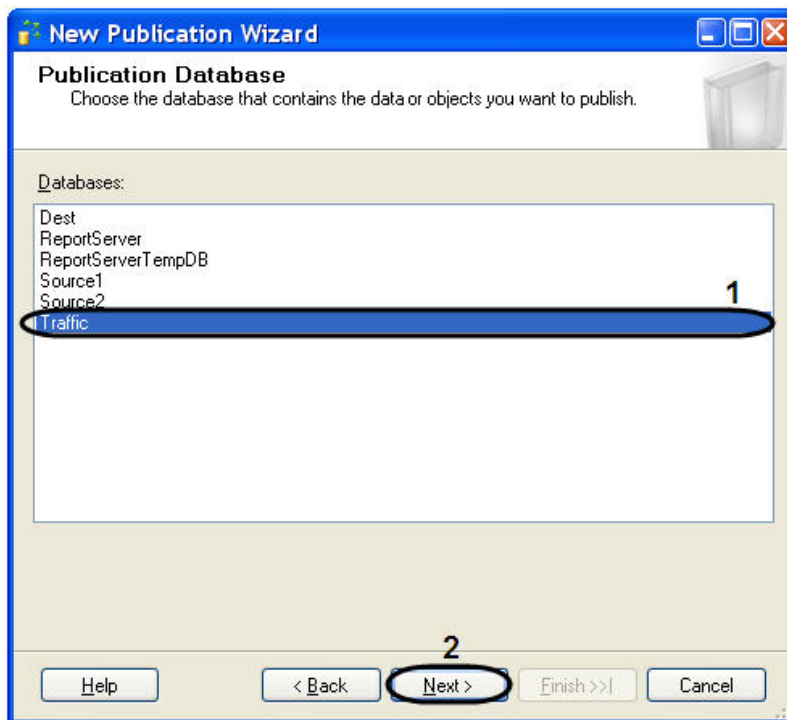 New Publication Wizard
Publication Database
Choose the database that contains the data or objects you want to publish.
Databases:
Dest
ReportServer
ReportServerTempDB
Source1
Source2
1
Traffic
2
Help
< Back
Next >
Finish >>|
Cancel